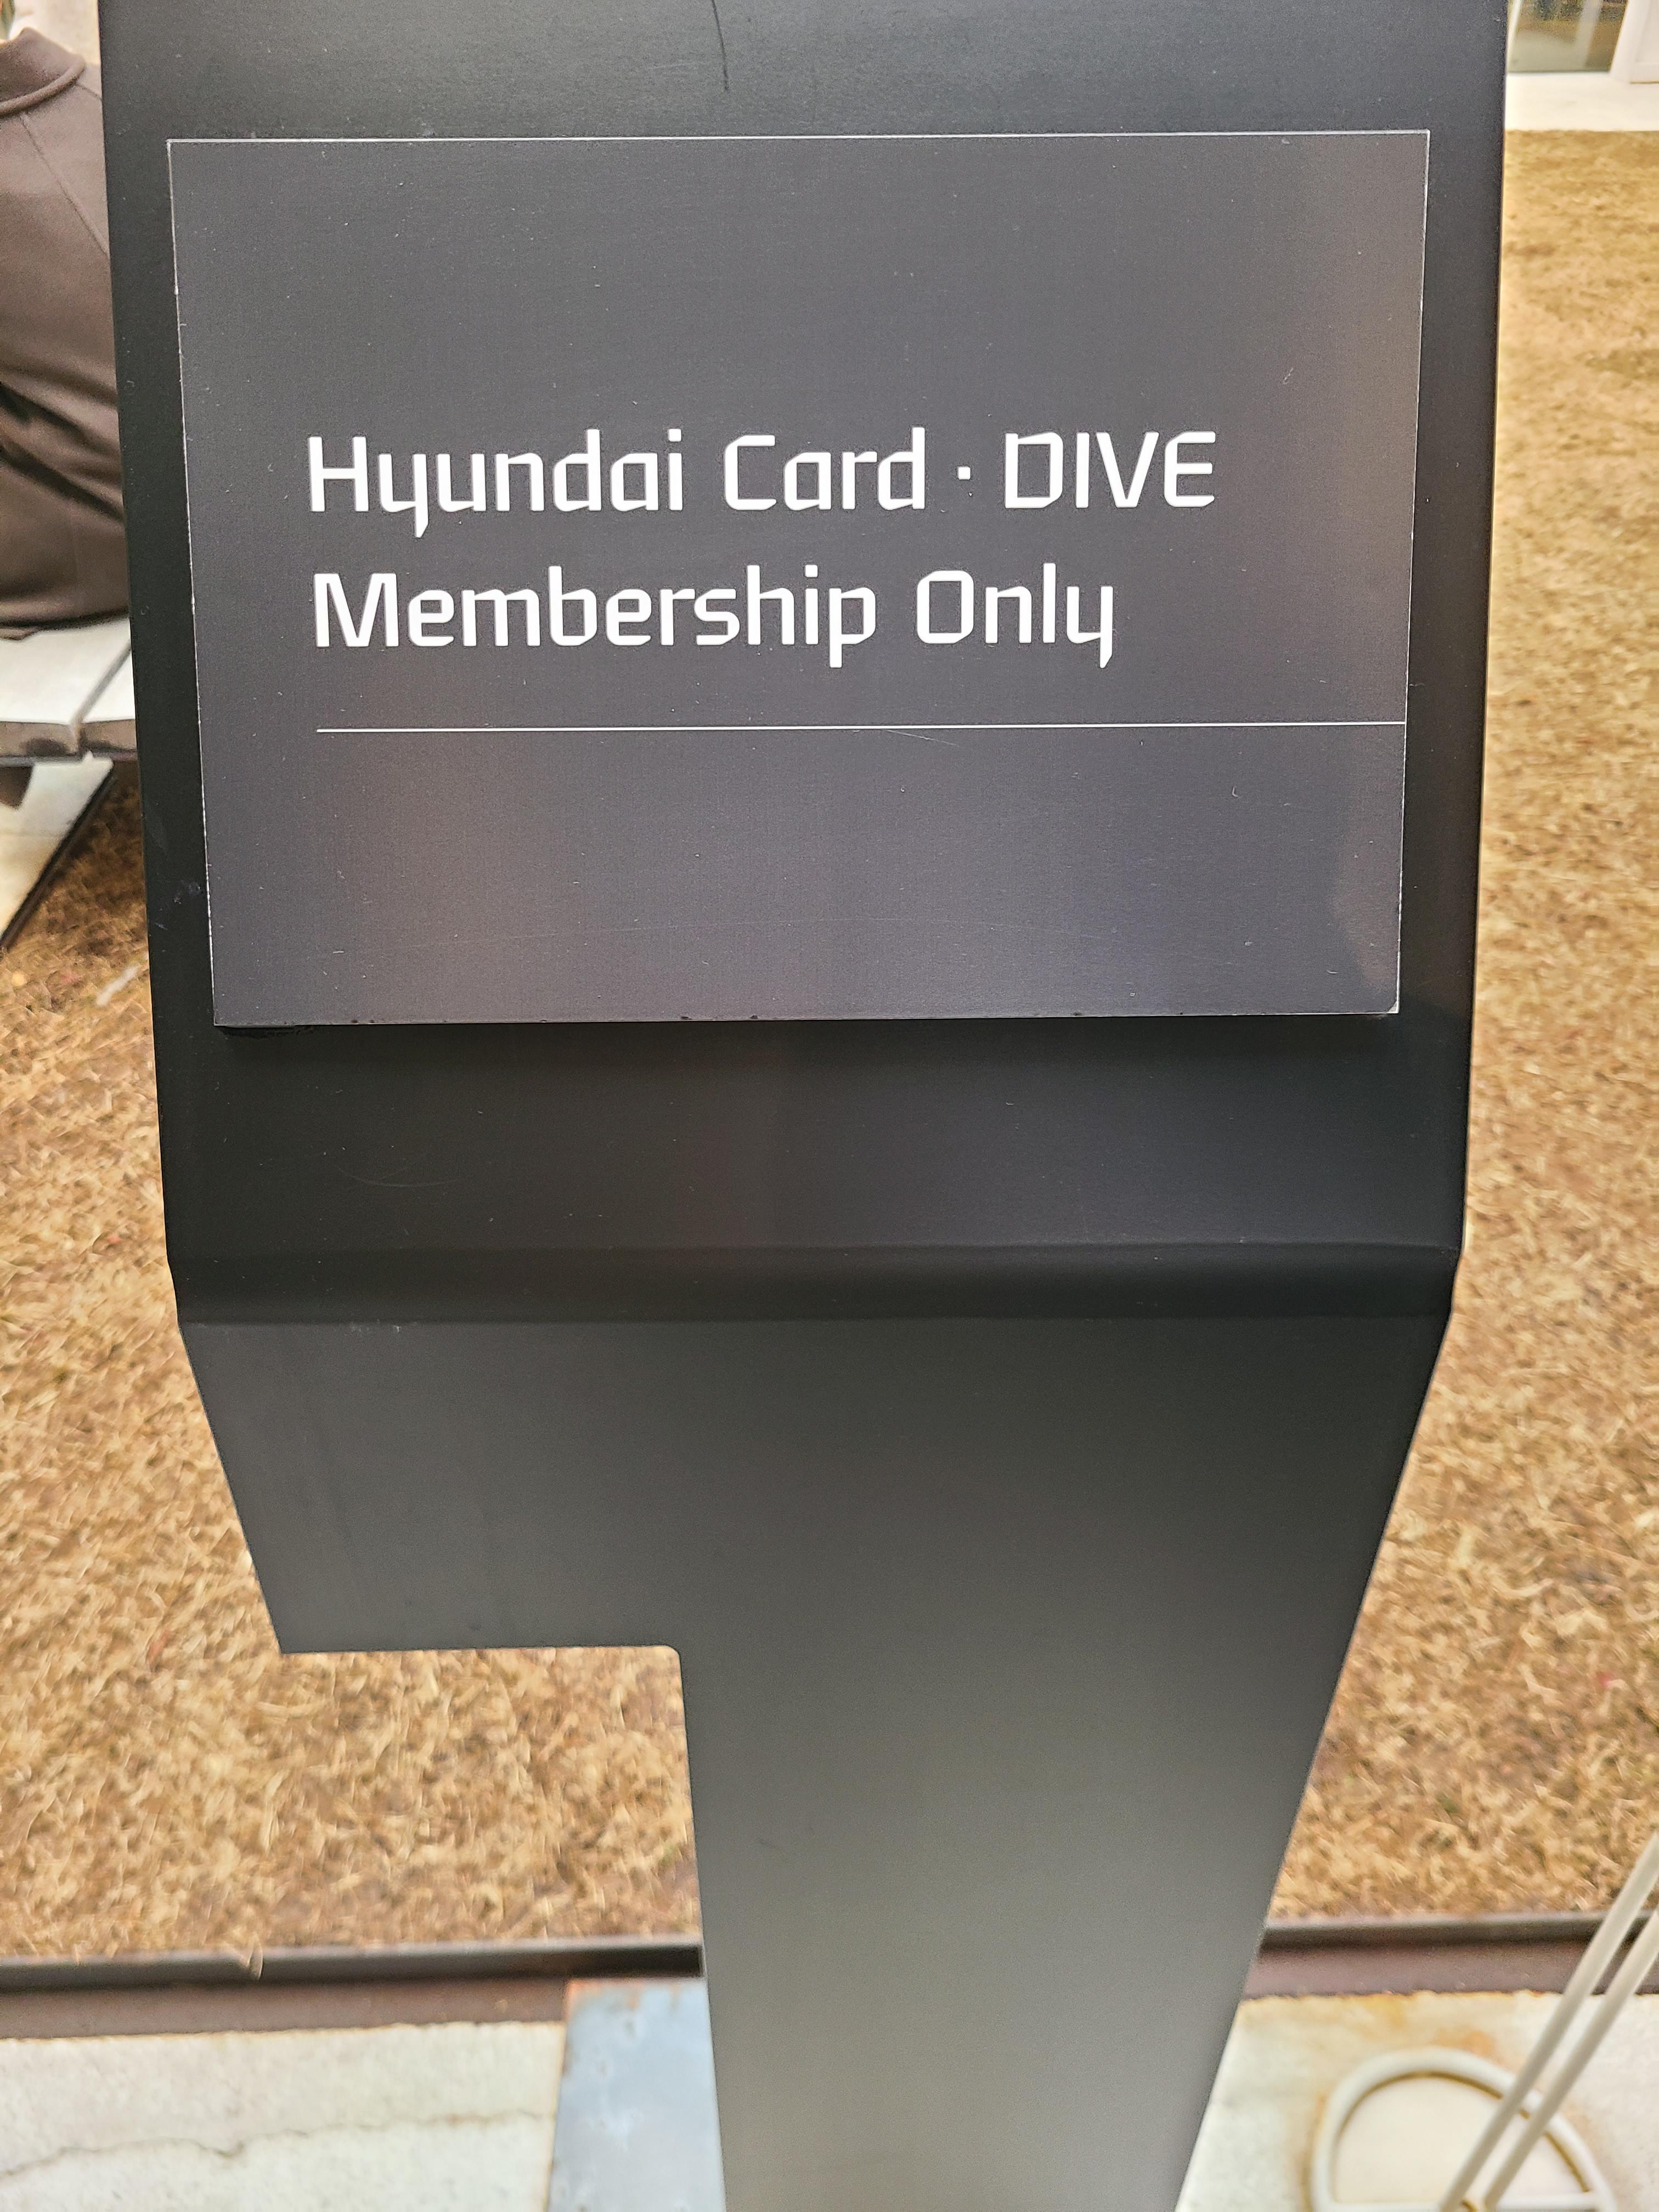 Hyundai Card · DIVE
Membership Only